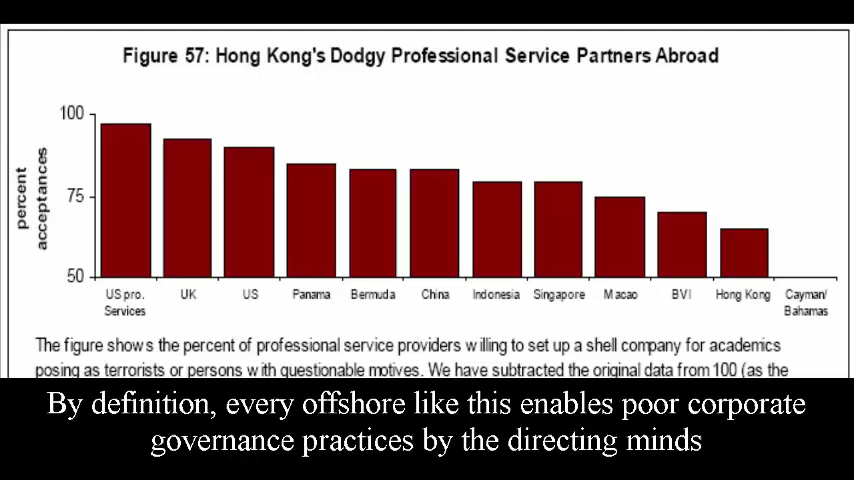 Figure 57: Hong Kong's Dodgy Professional Service Partners Abroad
100
75
50
percent
acceptances
US pro.
Services
UK
US
Panama
Bermuda
China
Indonesia
Singapore
Macao
BVI
Hong Kong
Cayman/
Bahamas
The figure shows the percent of professional service providers willing to set up a shell company for academics
posing as terrorists or persons with questionable motives. We have subtracted the original data from 100 (as the
By definition, every offshore like this enables poor corporate
governance practices by the directing minds